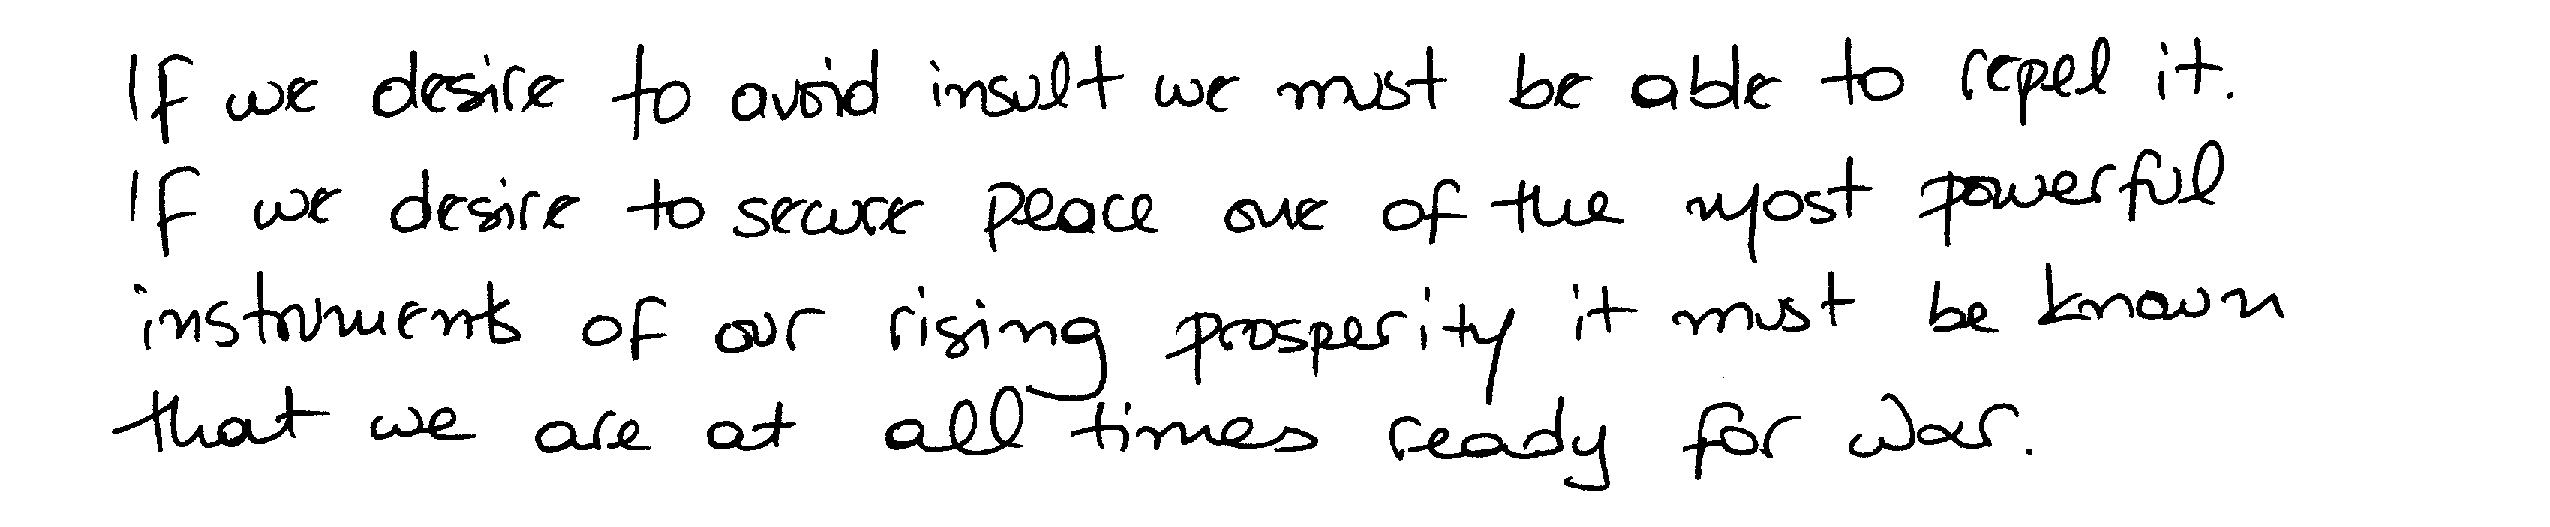 If we desire to avoid insult we must be able to repel it.
If we desire to secure peace one of the most powerful
instruments of our rising prosperity it must be known
that we are at all times ready for war.